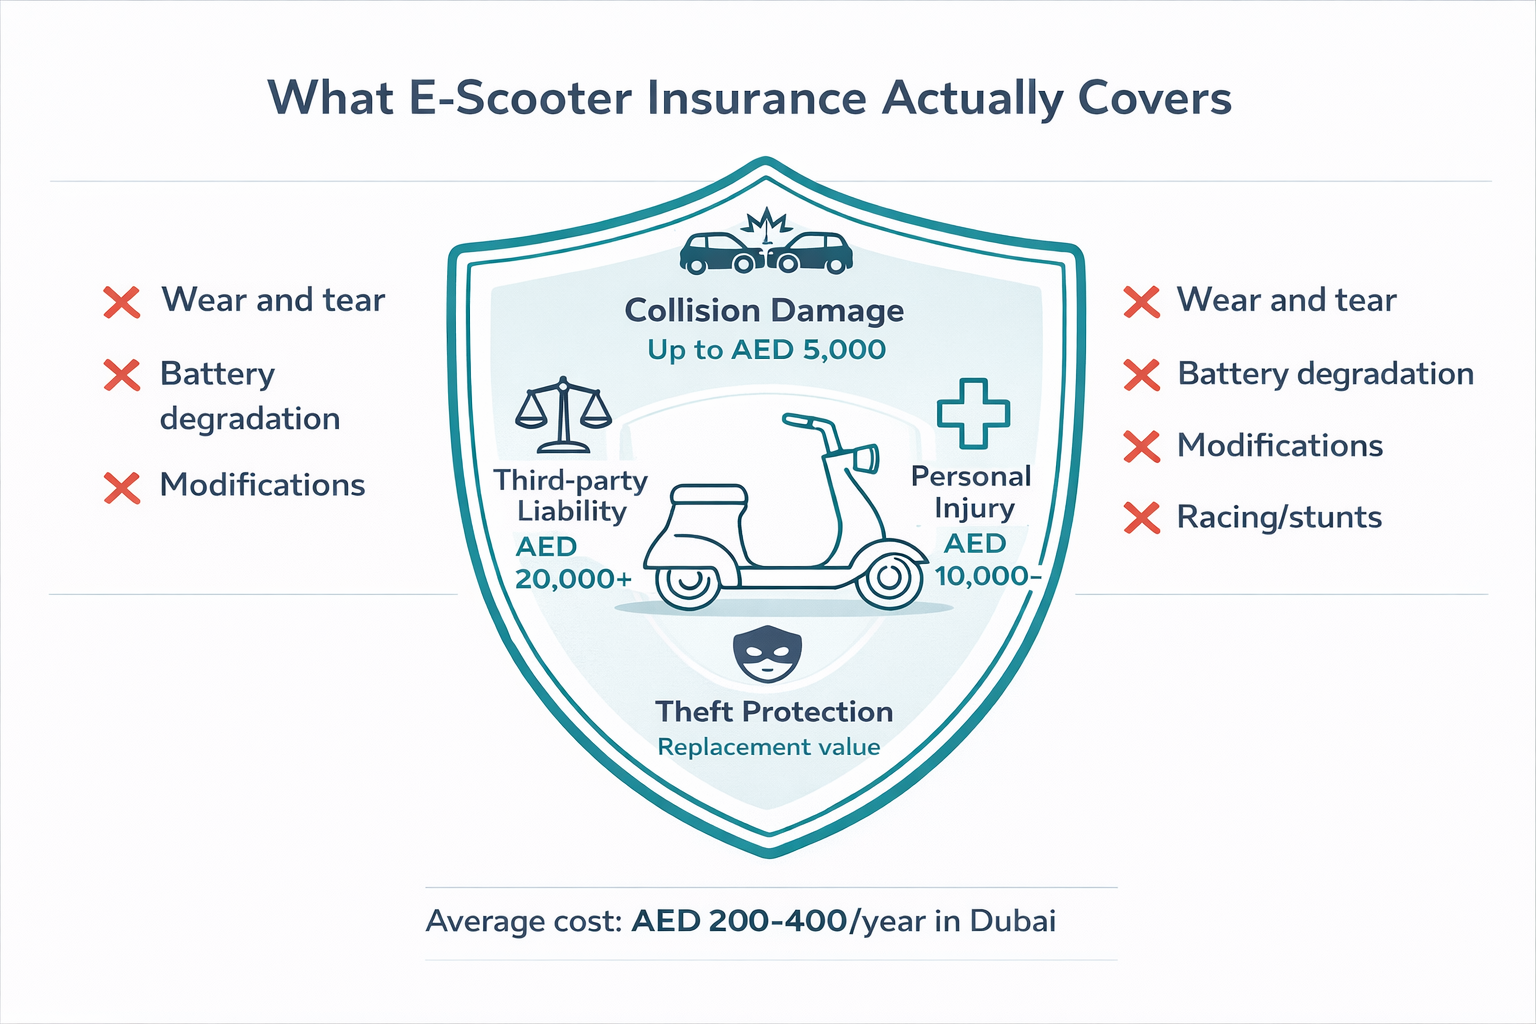 What E-Scooter Insurance Actually Covers
Wear and tear
Battery
degradation
Modifications
Collision Damage
Up to AED 5,000
Third-party
Liability
AED
20,000+
Personal
Injury
AED
10,000-
Theft Protection
Replacement value
Wear and tear
Battery degradation
Modifications
Racing/stunts
Average cost: AED 200-400/year in Dubai